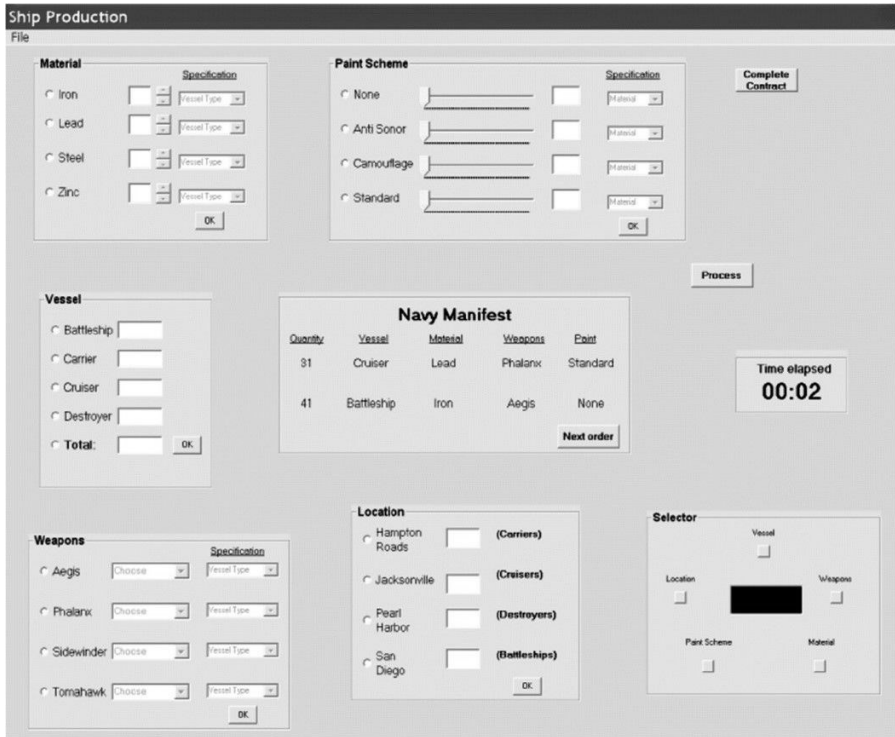 Ship Production
File
Material
Specification
Iron Vessel Type
Lead Vessel Type
Steel Vessel Type
Zinc Vessel Type
OK
Paint Scheme
Specification
None Material
Anti Sonor Material
Camouflage Material
Standard Material
OK
Complete
Contract
Process
Vessel
Battleship
Carrier
Cruiser
Destroyer
Total:
OK
Navy Manifest
Quantity Vessel Material Weapons Paint
31 Cruiser Lead Phalanx Standard
41 Battleship Iron Aegis None
Next order
Time elapsed
00:02
Weapons
Specification
Aegis Choose Vessel Type
Phalanx Choose Vessel Type
Sidewinder Choose Vessel Type
Tomahawk Choose Vessel Type
OK
Location
Hampton
Roads (Carriers)
Jacksonville (Cruisers)
Pearl
Harbor (Destroyers)
San
Diego (Battleships)
OK
Selector
Vessel
Location Weapons
Paint Scheme Material